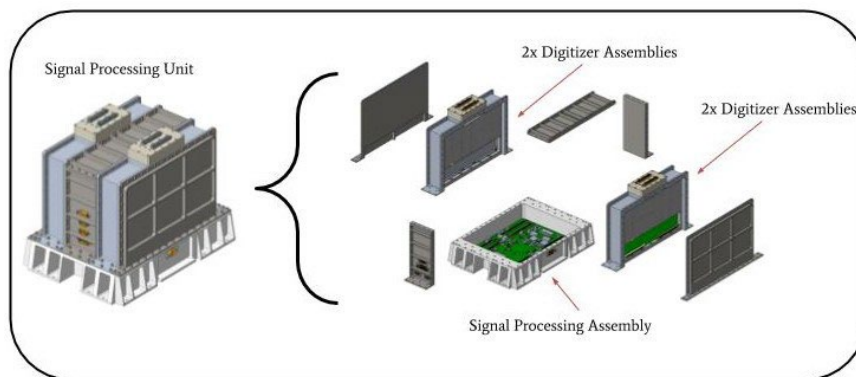 Signal Processing Unit
2x Digitizer Assemblies
2x Digitizer Assemblies
Signal Processing Assembly